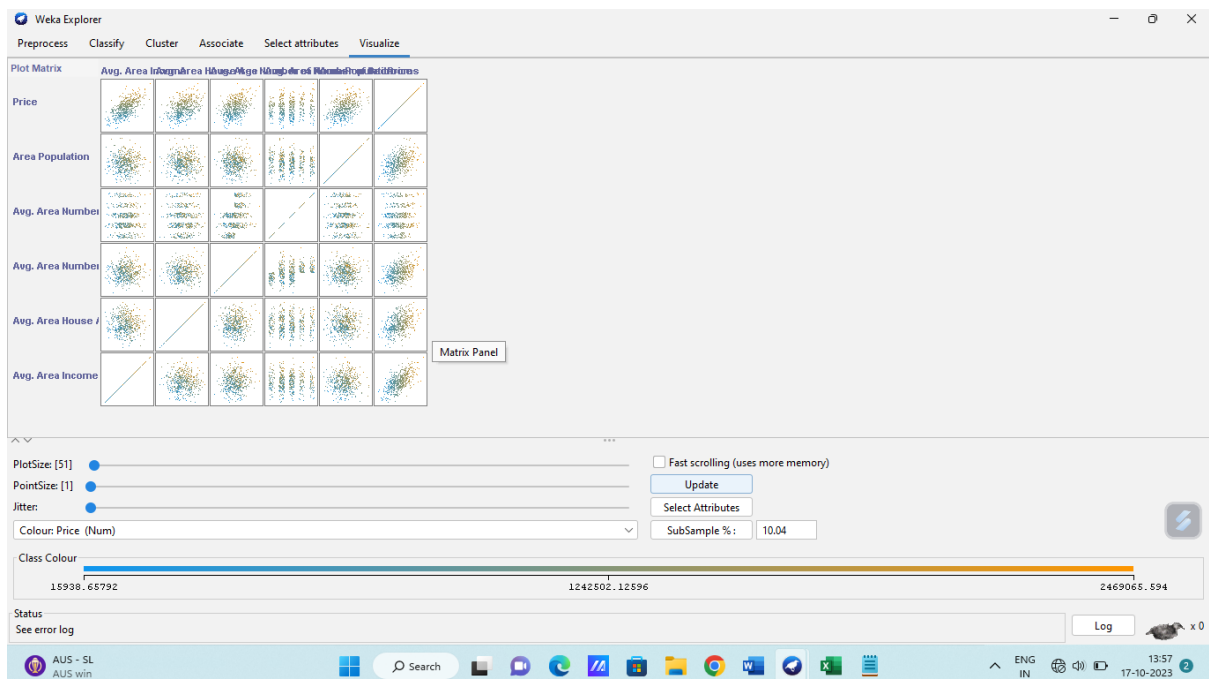 Weka Explorer
Preprocess Classify Cluster Associate Select attributes Visualize
Plot Matrix
Avg. Area
Price
Area Population
Avg. Area Number
Avg. Area Number
Avg. Area House
Matrix Panel
Avg. Area Income
PlotSize: [51]
Fast scrolling (uses more memory)
PointSize: [1]
Update
Jitter:
Select Attributes
Colour: Price (Num)
SubSample % :
10.04
Class Colour
15938.65792 1242502.12596 2469065.594
Status
See error log
Log
x 0
AUS - SL
AUS win
Search
ENG
IN
13:57
17-10-2023
2